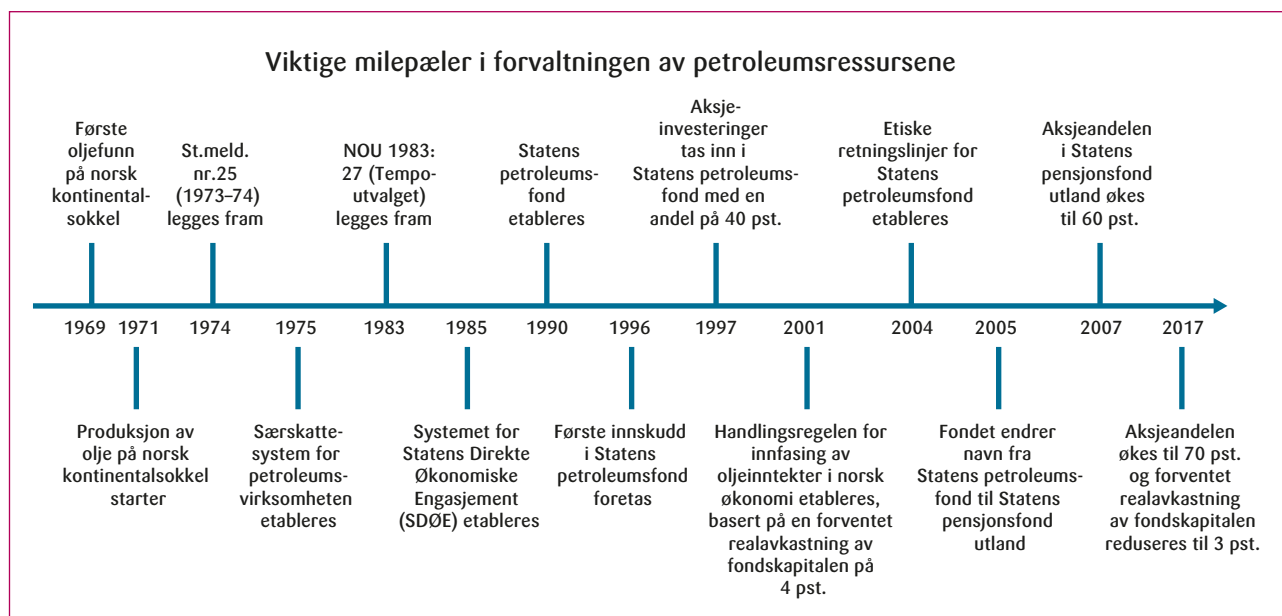 Viktige milepæler i forvaltningen av petroleumsressursene
Første
oljefunn
på norsk
kontinental-
sokkel
St.meld.
nr.25
(1973–74)
legges fram
NOU 1983:
27 (Tempo-
utvalget)
legges fram
Statens
petroleums-
fond
etableres
Aksje-
investeringer
tas inn i
Statens petroleums-
fond med en
andel på 40 pst.
Etiske
retningslinjer for
Statens
petroleumsfond
etableres
Aksjeandelen
i Statens
pensjonsfond
utland økes
til 60 pst.
1969 1971 1974 1975 1983 1985 1990 1996 1997 2001 2004 2005 2007 2017
Produksjon av
olje på norsk
kontinentalsokkel
starter
Særskatte-
system for
petroleums-
virksomheten
etableres
Systemet for
Statens Direkte
Økonomiske
Engasjement
(SDØE) etableres
Første innskudd
i Statens
petroleumsfond
foretas
Handlingsregelen for
innfasing av
oljeinntekter i norsk
økonomi etableres,
basert på en forventet
realavkastning av
fondskapitalen på
4 pst.
Fondet endrer
navn fra
Statens petroleums-
fond til Statens
pensjonsfond
utland
Aksjeandelen
økes til 70 pst.
og forventet
realavkastning
av fondskapitalen
reduseres til 3 pst.